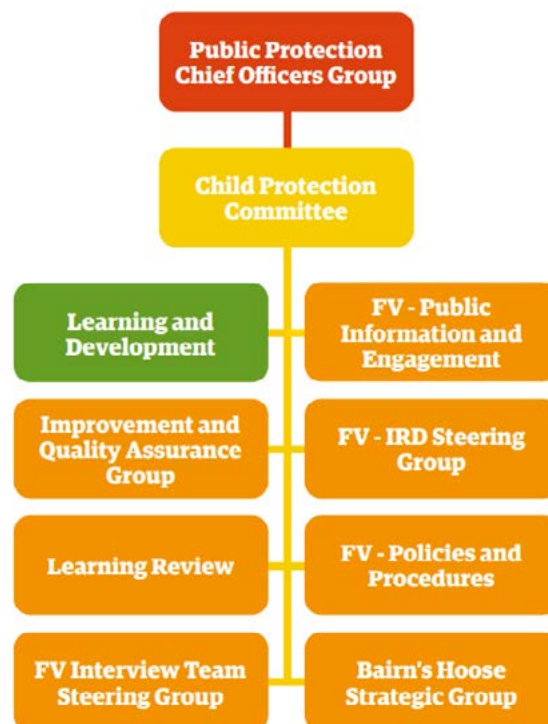 Public Protection
Chief Officers Group
Child Protection
Committee
Learning and
Development
FV - Public
Information and
Engagement
Improvement and
Quality Assurance
Group
FV - IRD Steering
Group
Learning Review
FV - Policies and
Procedures
FV Interview Team
Steering Group
Bairn's Hoose
Strategic Group